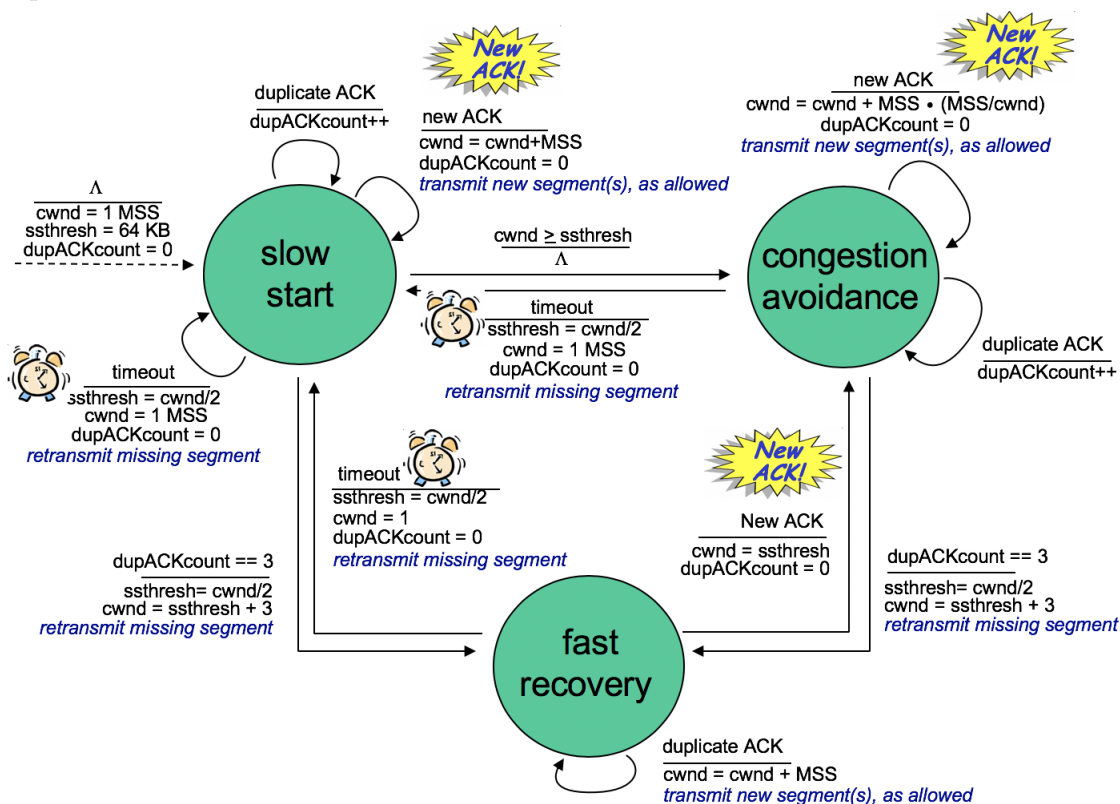 New
ACK!
duplicate ACK
dupACKcount++
new ACK
cwnd = cwnd+MSS
dupACKcount = 0
transmit new segment(s), as allowed
New
ACK!
new ACK
cwnd = cwnd + MSS • (MSS/cwnd)
dupACKcount = 0
transmit new segment(s), as allowed
Λ
cwnd = 1 MSS
ssthresh = 64 KB
dupACKcount = 0
slow
start
cwnd ≥ ssthresh
Λ
congestion
avoidance
timeout
ssthresh = cwnd/2
cwnd = 1 MSS
dupACKcount = 0
retransmit missing segment
duplicate ACK
dupACKcount++
timeout
ssthresh = cwnd/2
cwnd = 1 MSS
dupACKcount = 0
retransmit missing segment
timeout
ssthresh = cwnd/2
cwnd = 1
dupACKcount = 0
retransmit missing segment
New
ACK!
New ACK
cwnd = ssthresh
dupACKcount = 0
dupACKcount == 3
ssthresh= cwnd/2
cwnd = ssthresh + 3
retransmit missing segment
dupACKcount == 3
ssthresh= cwnd/2
cwnd = ssthresh + 3
retransmit missing segment
fast
recovery
duplicate ACK
cwnd = cwnd + MSS
transmit new segment(s), as allowed